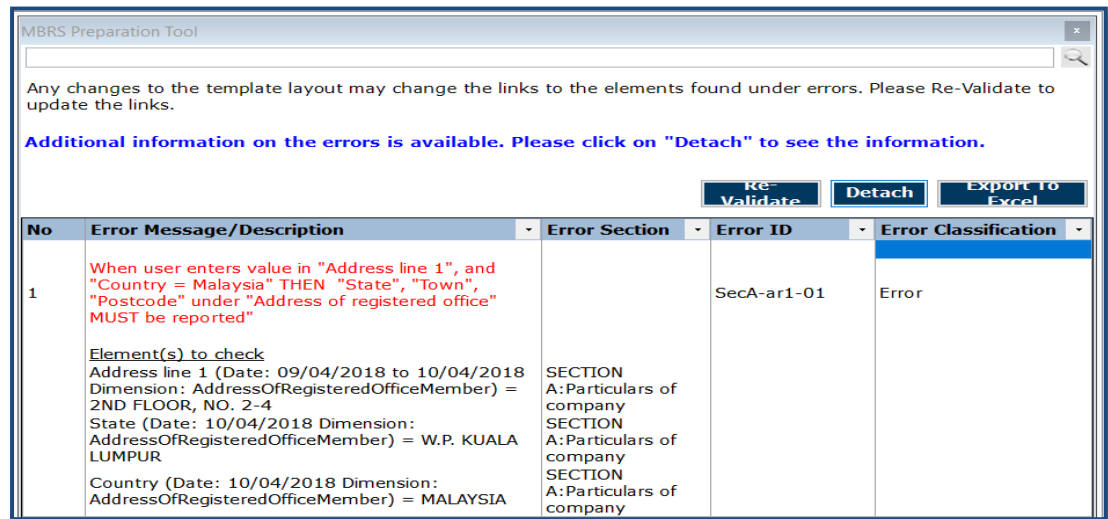 MBRS Preparation Tool
x
Any changes to the template layout may change the links to the elements found under errors. Please Re-Validate to
update the links.
Additional information on the errors is available. Please click on "Detach" to see the information.
Re-
Validate
Detach
Export To
Excel
No Error Message/Description Error Section Error ID Error Classification
When user enters value in "Address line 1", and
"Country = Malaysia" THEN "State", "Town",
1 "Postcode" under "Address of registered office" SecA-ar1-01 Error
MUST be reported"
Element(s) to check
Address line 1 (Date: 09/04/2018 to 10/04/2018 SECTION
Dimension: AddressOfRegisteredOfficeMember) = A:Particulars of
2ND FLOOR, NO. 2-4 company
State (Date: 10/04/2018 Dimension: SECTION
AddressOfRegisteredOfficeMember) = W.P. KUALA A:Particulars of
LUMPUR company
Country (Date: 10/04/2018 Dimension: SECTION
AddressOfRegisteredOfficeMember) = MALAYSIA A:Particulars of
company